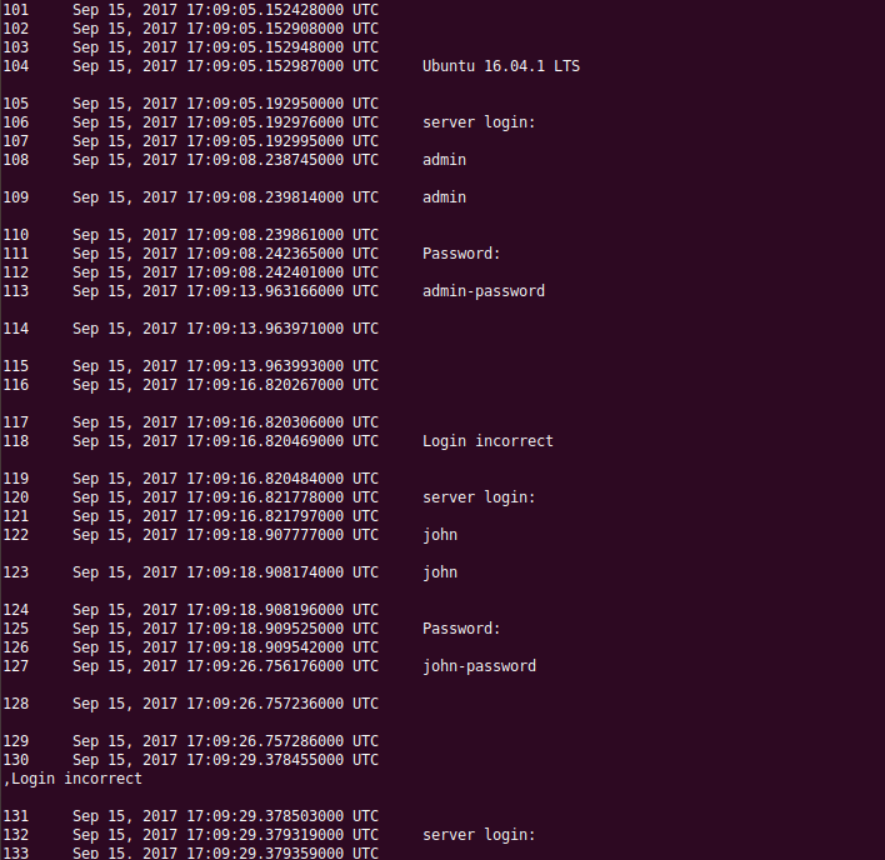 101 Sep 15, 2017 17:09:05.152428000 UTC
102 Sep 15, 2017 17:09:05.152908000 UTC
103 Sep 15, 2017 17:09:05.152948000 UTC
104 Sep 15, 2017 17:09:05.152987000 UTC Ubuntu 16.04.1 LTS
105 Sep 15, 2017 17:09:05.192950000 UTC
106 Sep 15, 2017 17:09:05.192976000 UTC server login:
107 Sep 15, 2017 17:09:05.192995000 UTC
108 Sep 15, 2017 17:09:08.238745000 UTC admin
109 Sep 15, 2017 17:09:08.239814000 UTC admin
110 Sep 15, 2017 17:09:08.239861000 UTC
111 Sep 15, 2017 17:09:08.242365000 UTC Password:
112 Sep 15, 2017 17:09:08.242401000 UTC
113 Sep 15, 2017 17:09:13.963166000 UTC admin-password
114 Sep 15, 2017 17:09:13.963971000 UTC
115 Sep 15, 2017 17:09:13.963993000 UTC
116 Sep 15, 2017 17:09:16.820267000 UTC
117 Sep 15, 2017 17:09:16.820306000 UTC
118 Sep 15, 2017 17:09:16.820469000 UTC Login incorrect
119 Sep 15, 2017 17:09:16.820484000 UTC
120 Sep 15, 2017 17:09:16.821778000 UTC server login:
121 Sep 15, 2017 17:09:16.821797000 UTC
122 Sep 15, 2017 17:09:18.907777000 UTC john
123 Sep 15, 2017 17:09:18.908174000 UTC john
124 Sep 15, 2017 17:09:18.908196000 UTC
125 Sep 15, 2017 17:09:18.909525000 UTC Password:
126 Sep 15, 2017 17:09:18.909542000 UTC
127 Sep 15, 2017 17:09:26.756176000 UTC john-password
128 Sep 15, 2017 17:09:26.757236000 UTC
129 Sep 15, 2017 17:09:26.757286000 UTC
130 Sep 15, 2017 17:09:29.378455000 UTC
,Login incorrect
131 Sep 15, 2017 17:09:29.378503000 UTC
132 Sep 15, 2017 17:09:29.379319000 UTC server login:
133 Sep 15, 2017 17:09:29.379359000 UTC